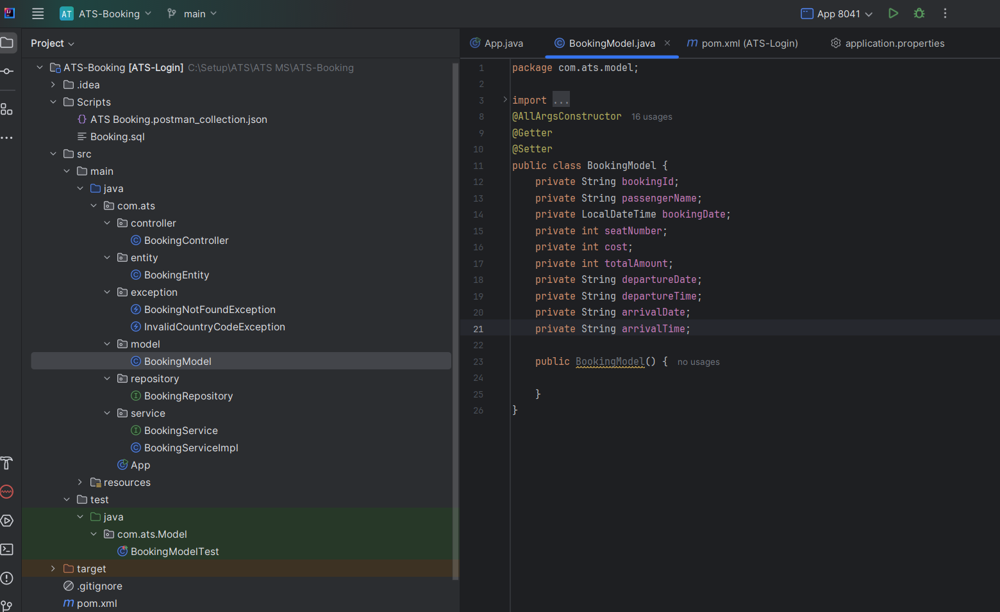 AT ATS-Booking main App 8041
Project
ATS-Booking [ATS-Login] C:\Setup\ATS\ATS MS\ATS-Booking
.idea
Scripts
ATS Booking.postman_collection.json
Booking.sql
src
main
java
com.ats
controller
BookingController
entity
BookingEntity
exception
BookingNotFoundException
InvalidCountryCodeException
model
BookingModel
repository
BookingRepository
service
BookingService
BookingServiceImpl
App
resources
test
java
com.ats.Model
BookingModelTest
target
.gitignore
pom.xml
App.java BookingModel.java pom.xml (ATS-Login) application.properties
1 package com.ats.model;
2
3 import ...
8 @AllArgsConstructor 16 usages
9 @Getter
10 @Setter
11 public class BookingModel {
12 private String bookingId;
13 private String passengerName;
14 private LocalDateTime bookingDate;
15 private int seatNumber;
16 private int cost;
17 private int totalAmount;
18 private String departureDate;
19 private String departureTime;
20 private String arrivalDate;
21 private String arrivalTime;
22
23 public BookingModel() { no usages
24
25 }
26 }